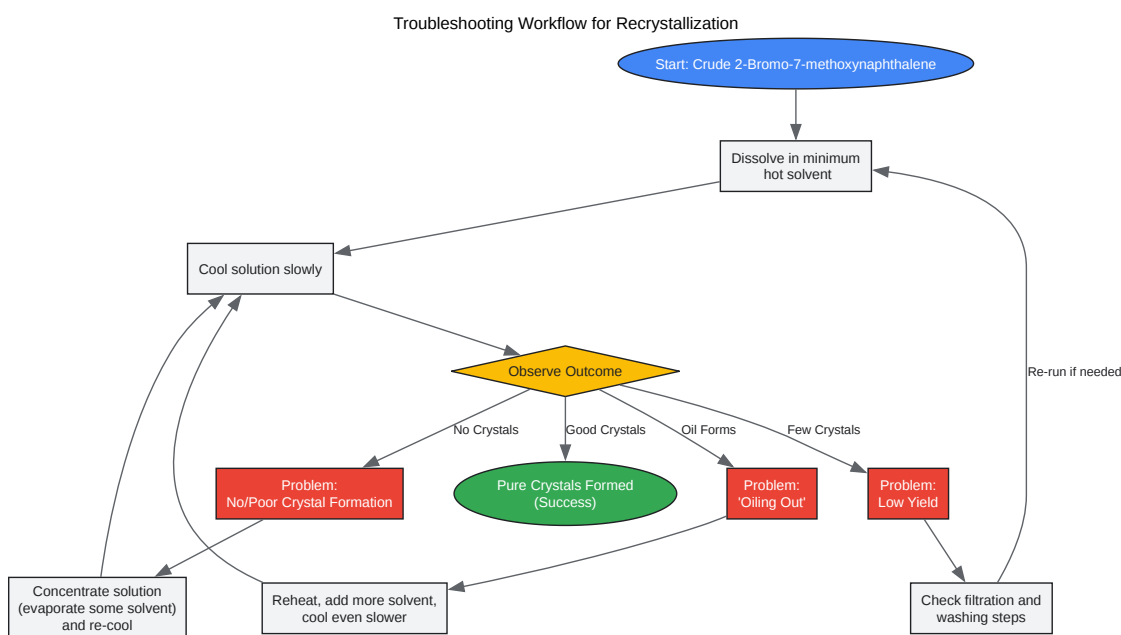 Troubleshooting Workflow for Recrystallization
Start: Crude 2-Bromo-7-methoxynaphthalene
Dissolve in minimum
hot solvent
Cool solution slowly
Observe Outcome
Re-run if needed
No Crystals
Good Crystals
Oil Forms
Few Crystals
Problem:
No/Poor Crystal Formation
Pure Crystals Formed
(Success)
Problem:
'Oiling Out'
Problem:
Low Yield
Concentrate solution
(evaporate some solvent)
and re-cool
Reheat, add more solvent,
cool even slower
Check filtration and
washing steps